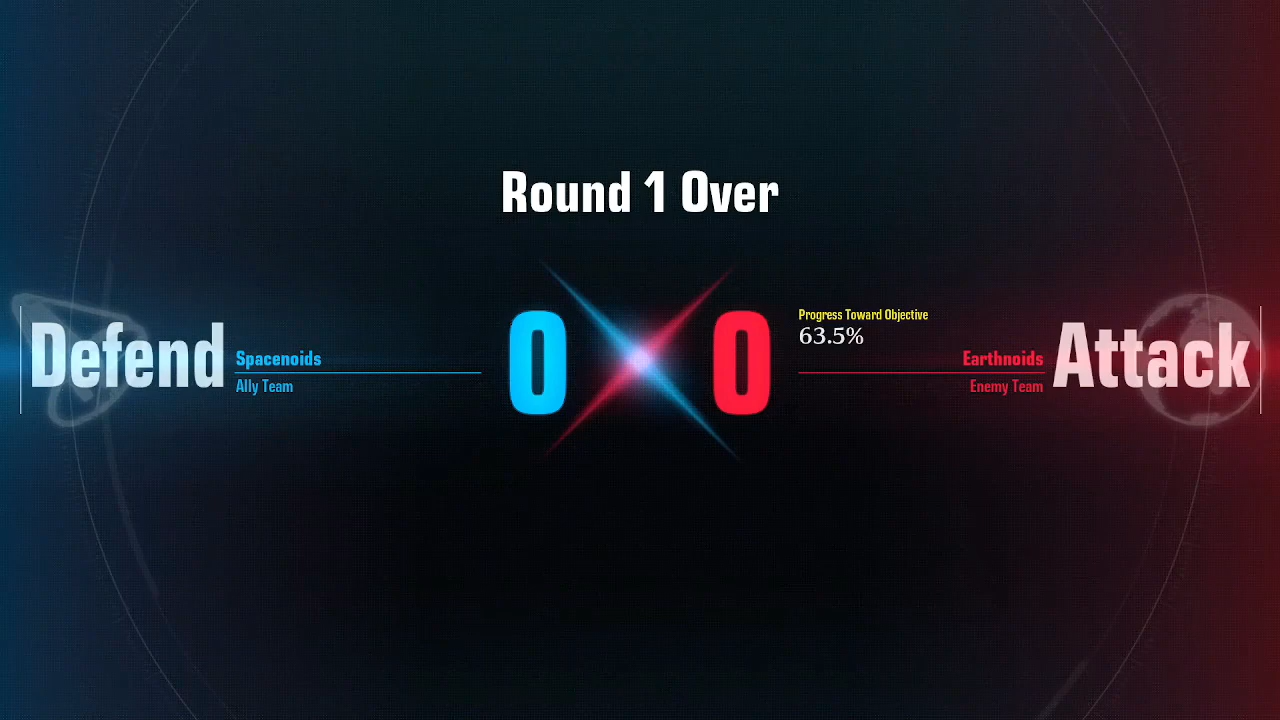 Round 1 Over
Defend
Spacenoids
Ally Team
0
0
Progress Toward Objective
63.5%
Earthnoids
Enemy Team
Attack